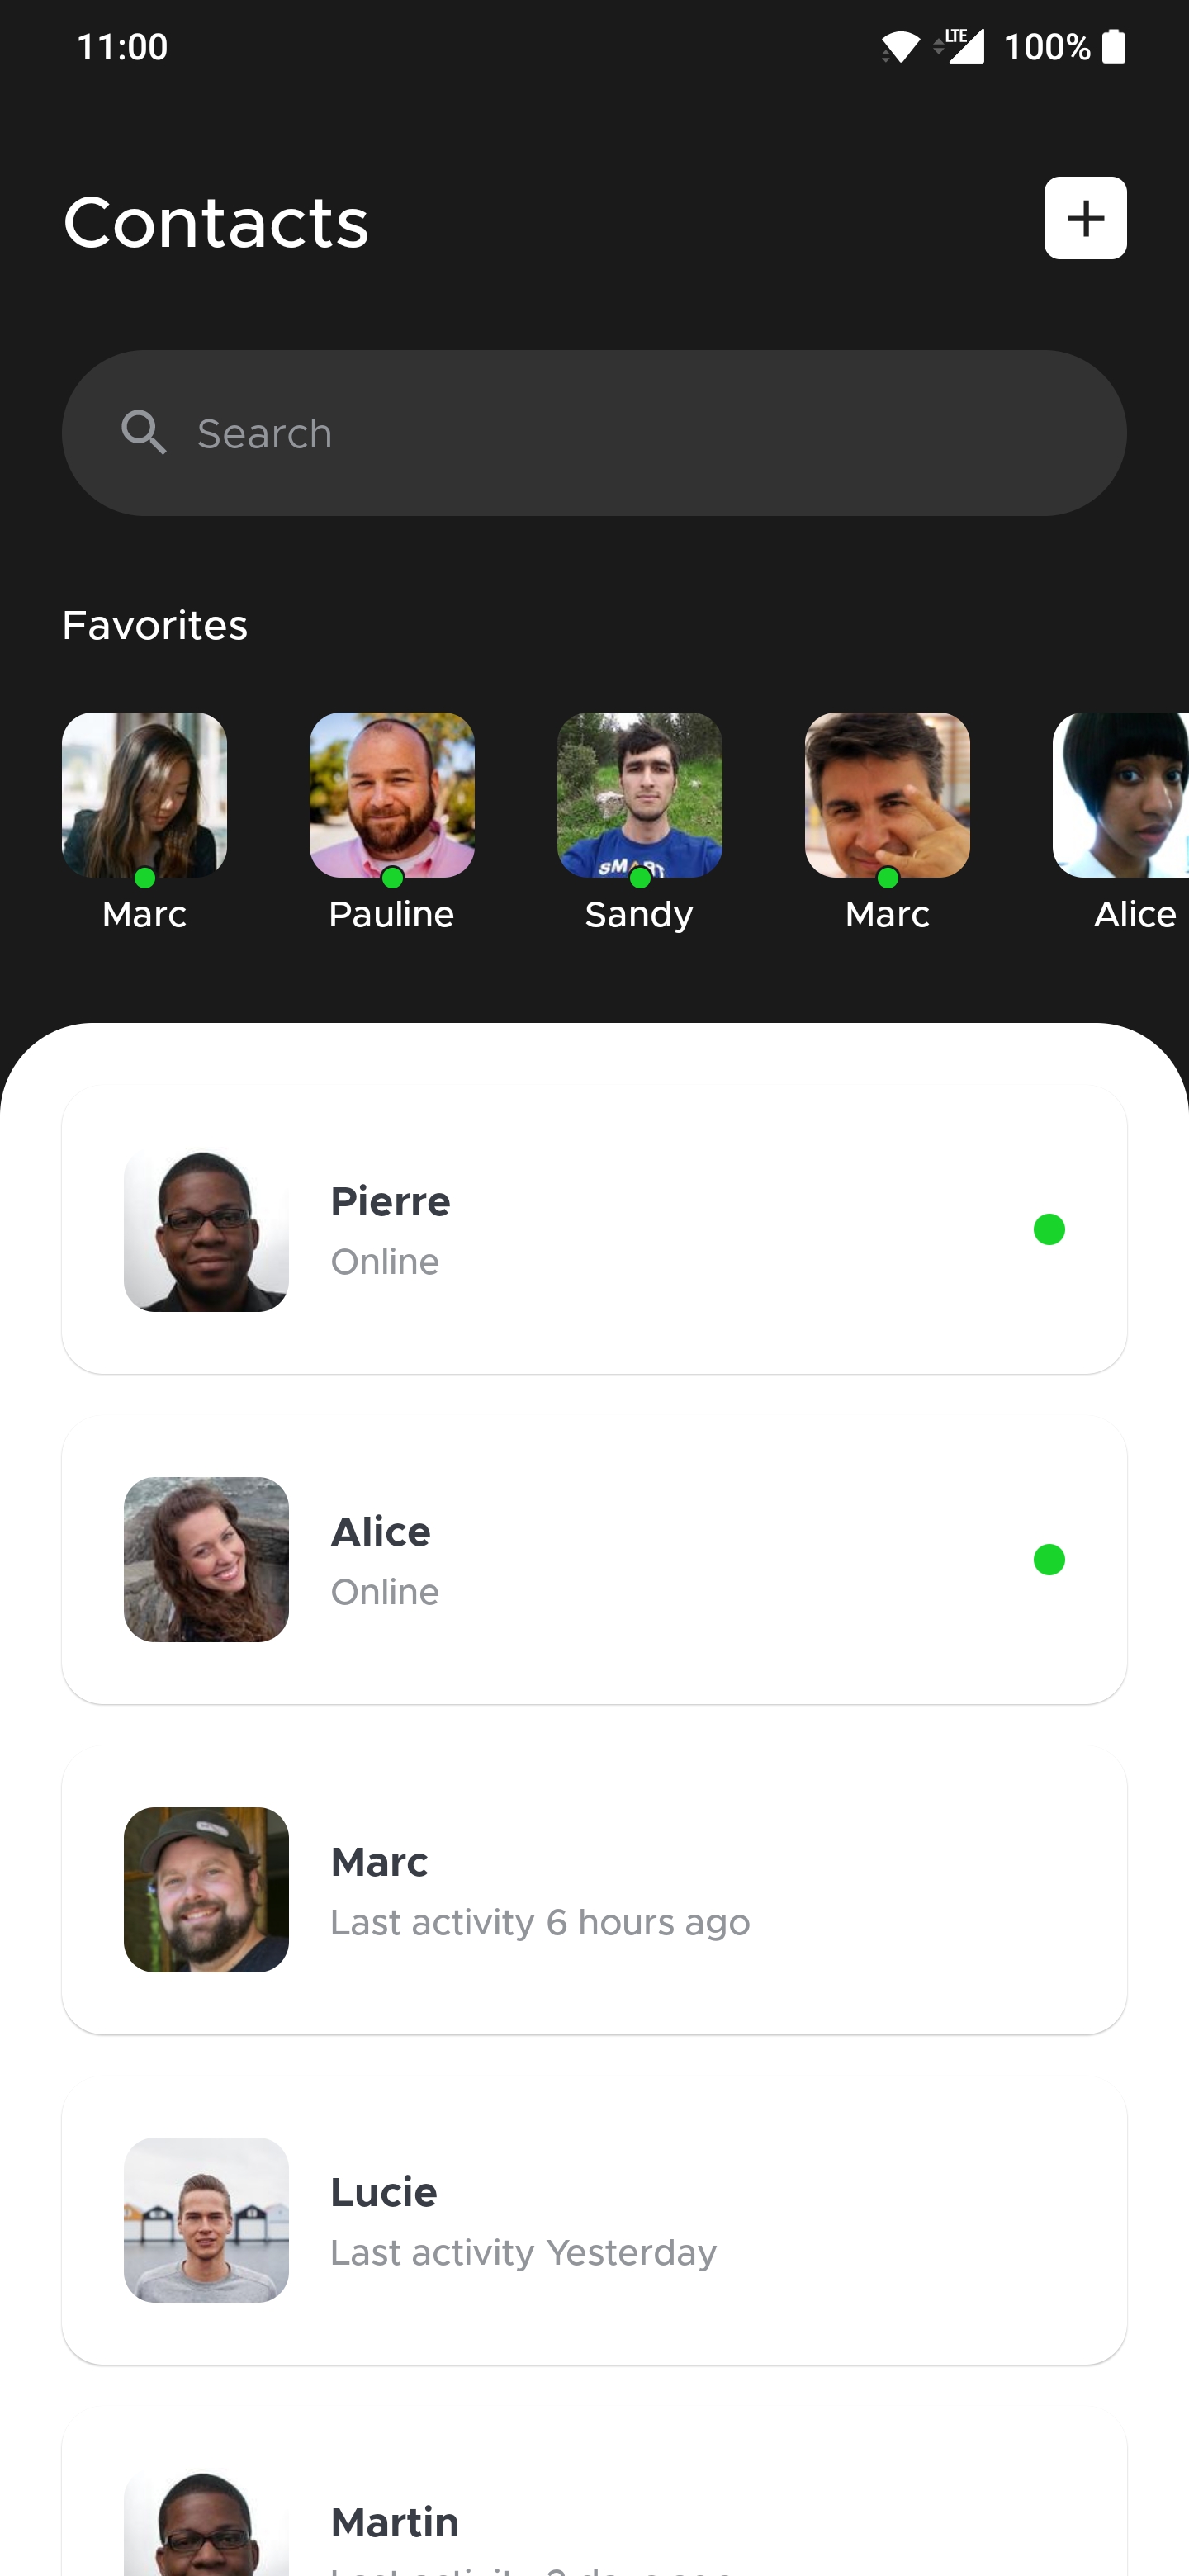 11:00
LTE
100%
Contacts
Search
Favorites
SMART
Marc
Pauline
Sandy
Marc
Alice
Pierre
Online
Alice
Online
Marc
Last activity 6 hours ago
Lucie
Last activity Yesterday
Martin